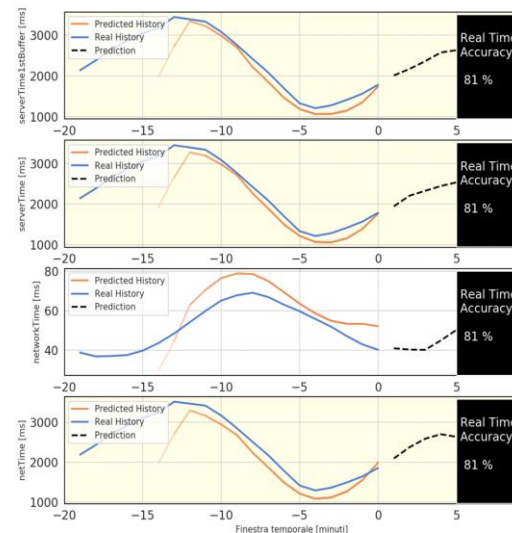 serverTime1stBuffer [ms]
3000
2000
1000
Predicted History
Real History
Prediction
Real Time
Accuracy
81 %
−20
−15
−10
−5
0
5
serverTime [ms]
3000
2000
1000
Predicted History
Real History
Prediction
Real Time
Accuracy
81 %
−20
−15
−10
−5
0
5
networkTime [ms]
80
60
40
Predicted History
Real History
Prediction
Real Time
Accuracy
81 %
−20
−15
−10
−5
0
5
netTime [ms]
3000
2000
1000
Predicted History
Real History
Prediction
Real Time
Accuracy
81 %
−20
−15
−10
−5
0
5
Finestra temporale [minuti]